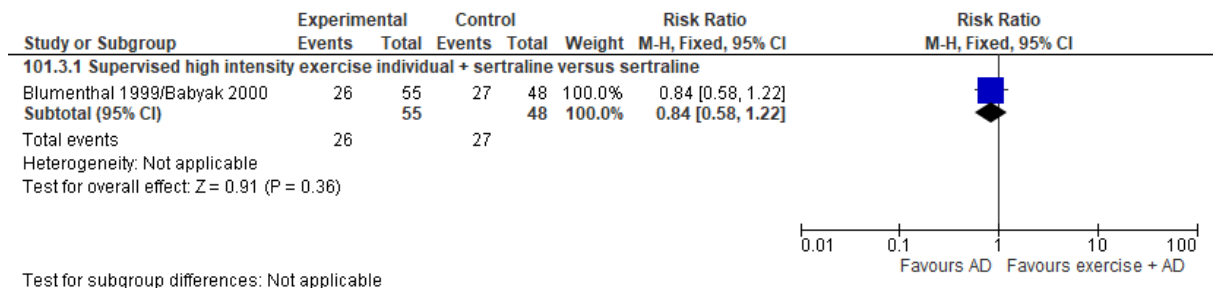 Experimental Control Risk Ratio Risk Ratio
Study or Subgroup Events Total Events Total Weight M-H, Fixed, 95% CI M-H, Fixed, 95% CI
101.3.1 Supervised high intensity exercise individual + sertraline versus sertraline
Blumenthal 1999/Babyak 2000 26 55 27 48 100.0% 0.84 [0.58, 1.22]
Subtotal (95% CI) 55 48 100.0% 0.84 [0.58, 1.22]
Total events 26 27
Heterogeneity: Not applicable
Test for overall effect: Z = 0.91 (P = 0.36)
0.01 0.1 1 10 100
Favours AD Favours exercise + AD
Test for subgroup differences: Not applicable